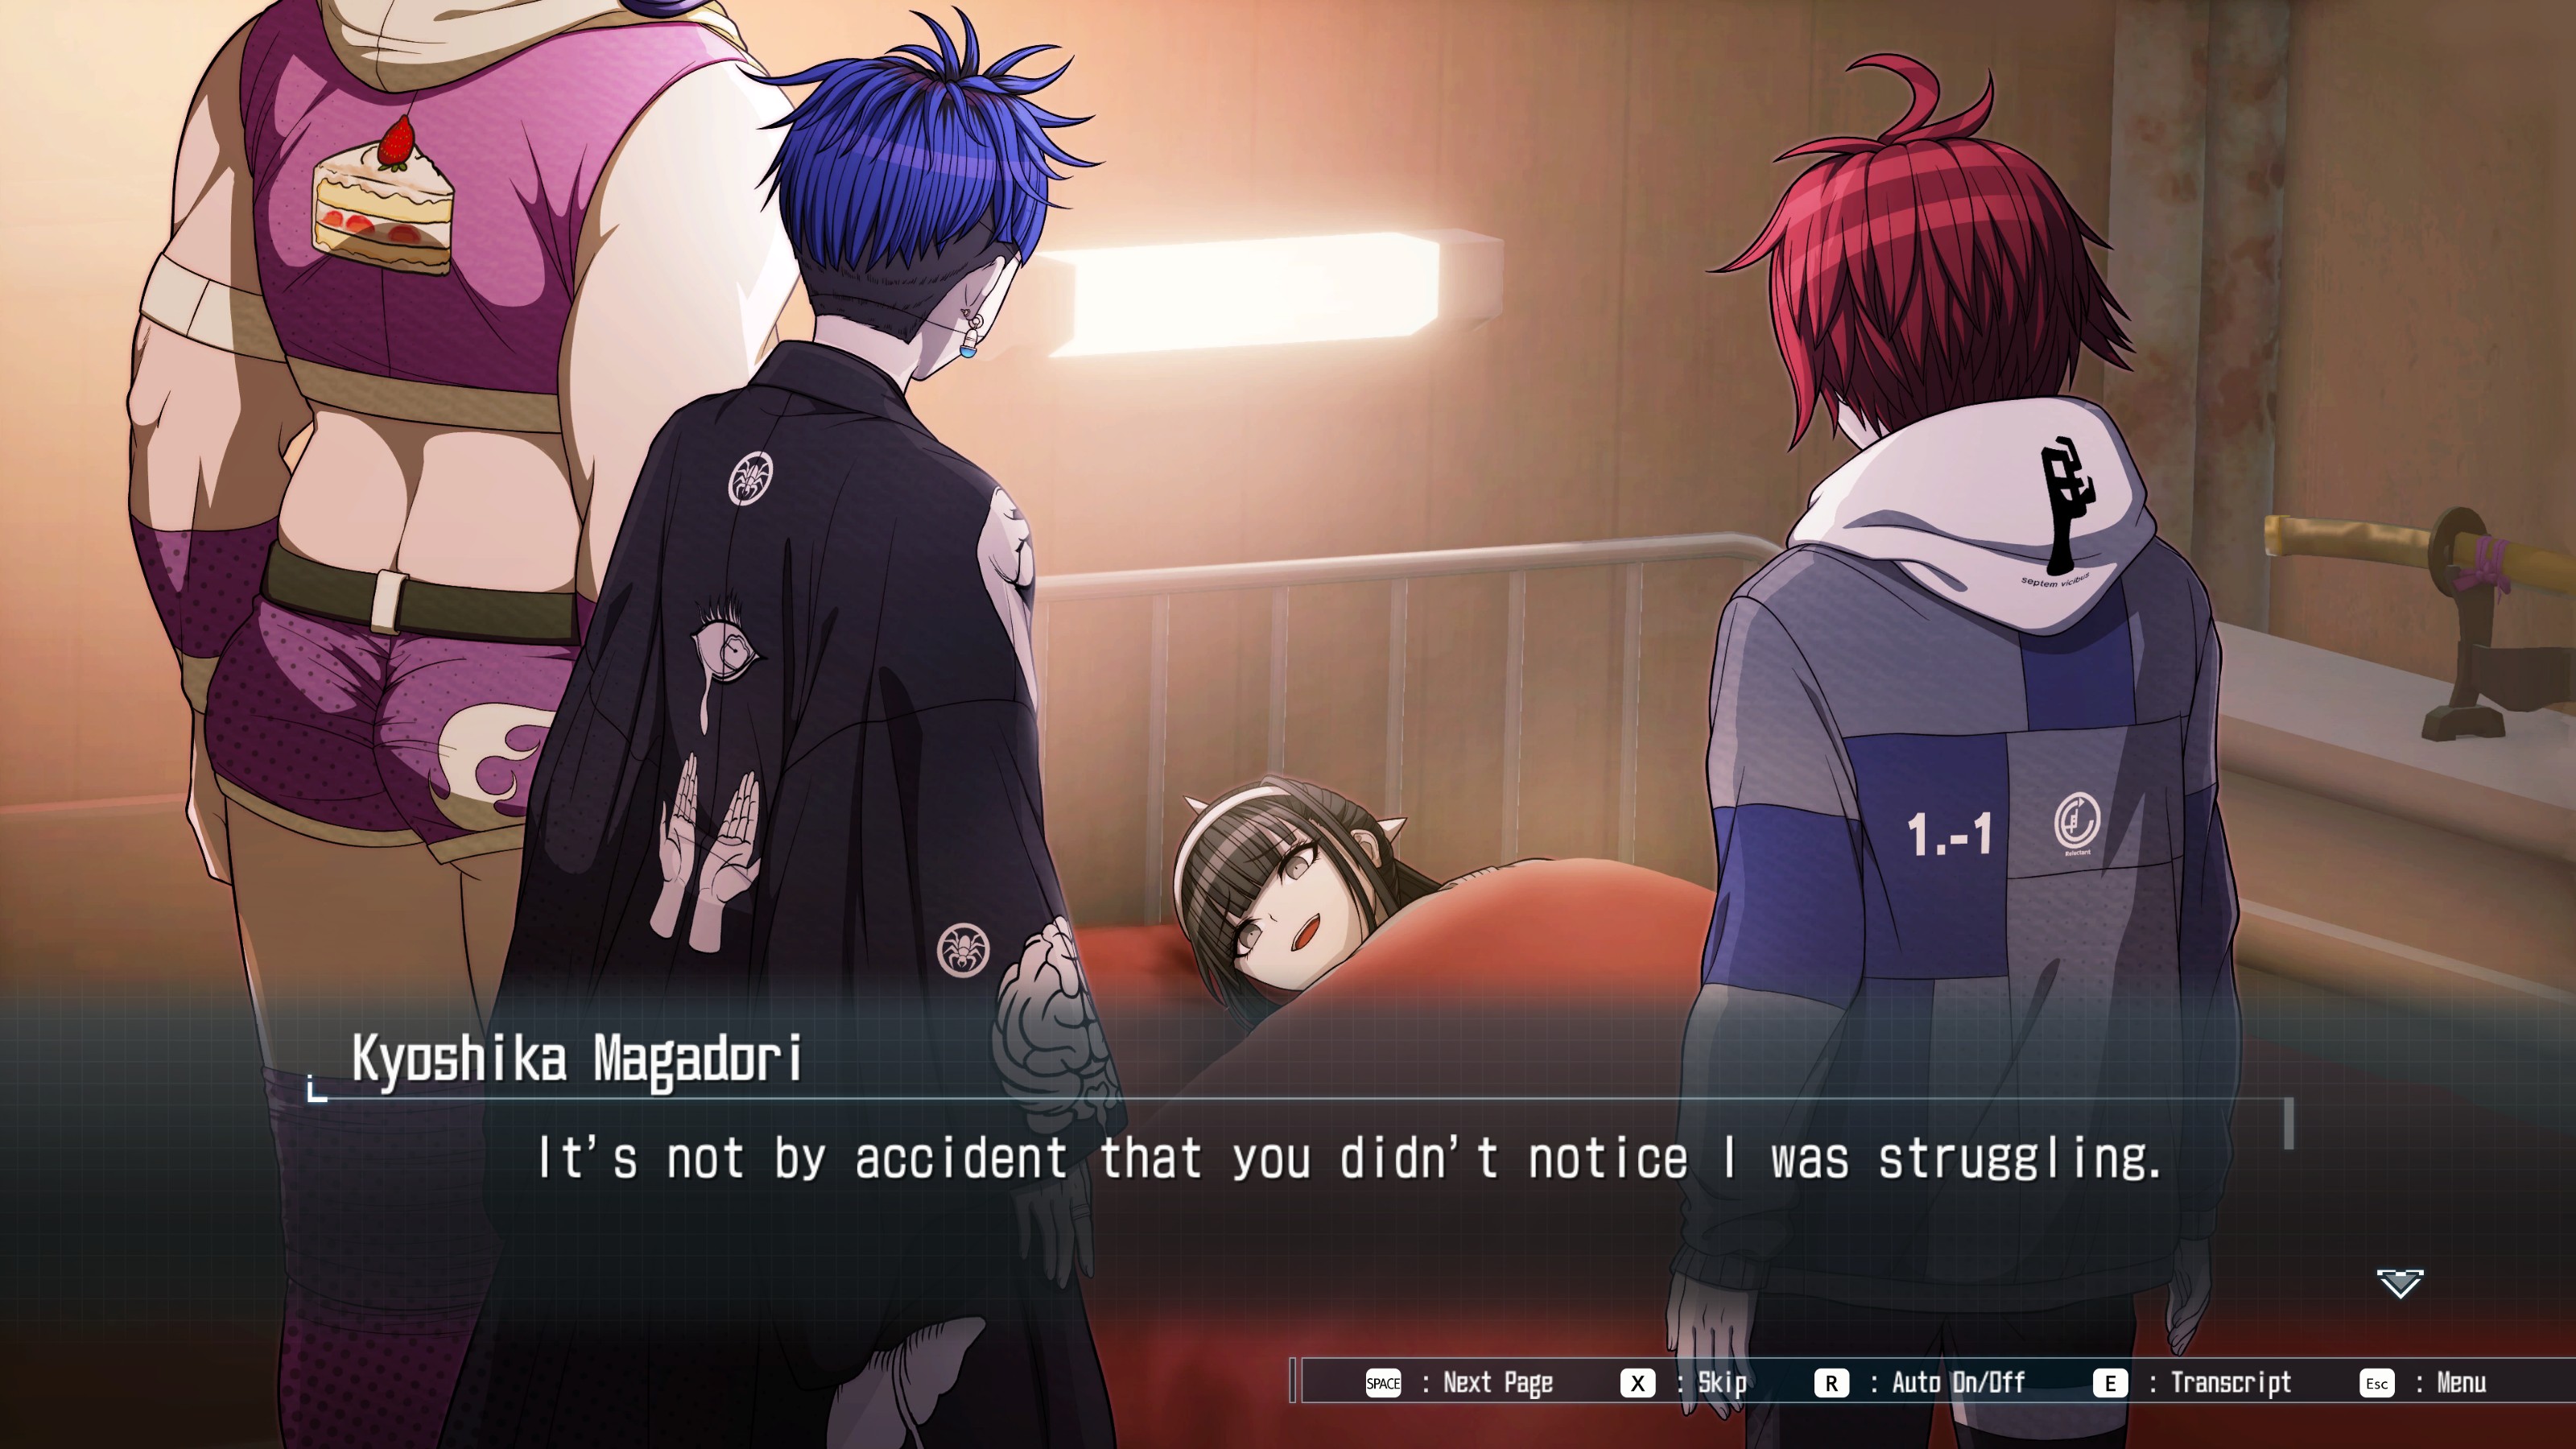 septem vicibus
1.-1
Reluctant
Kyoshika Magadori
It's not by accident that you didn't notice I was struggling.
SPACE : Next Page X : Skip R : Auto On/Off E : Transcript Esc : Menu